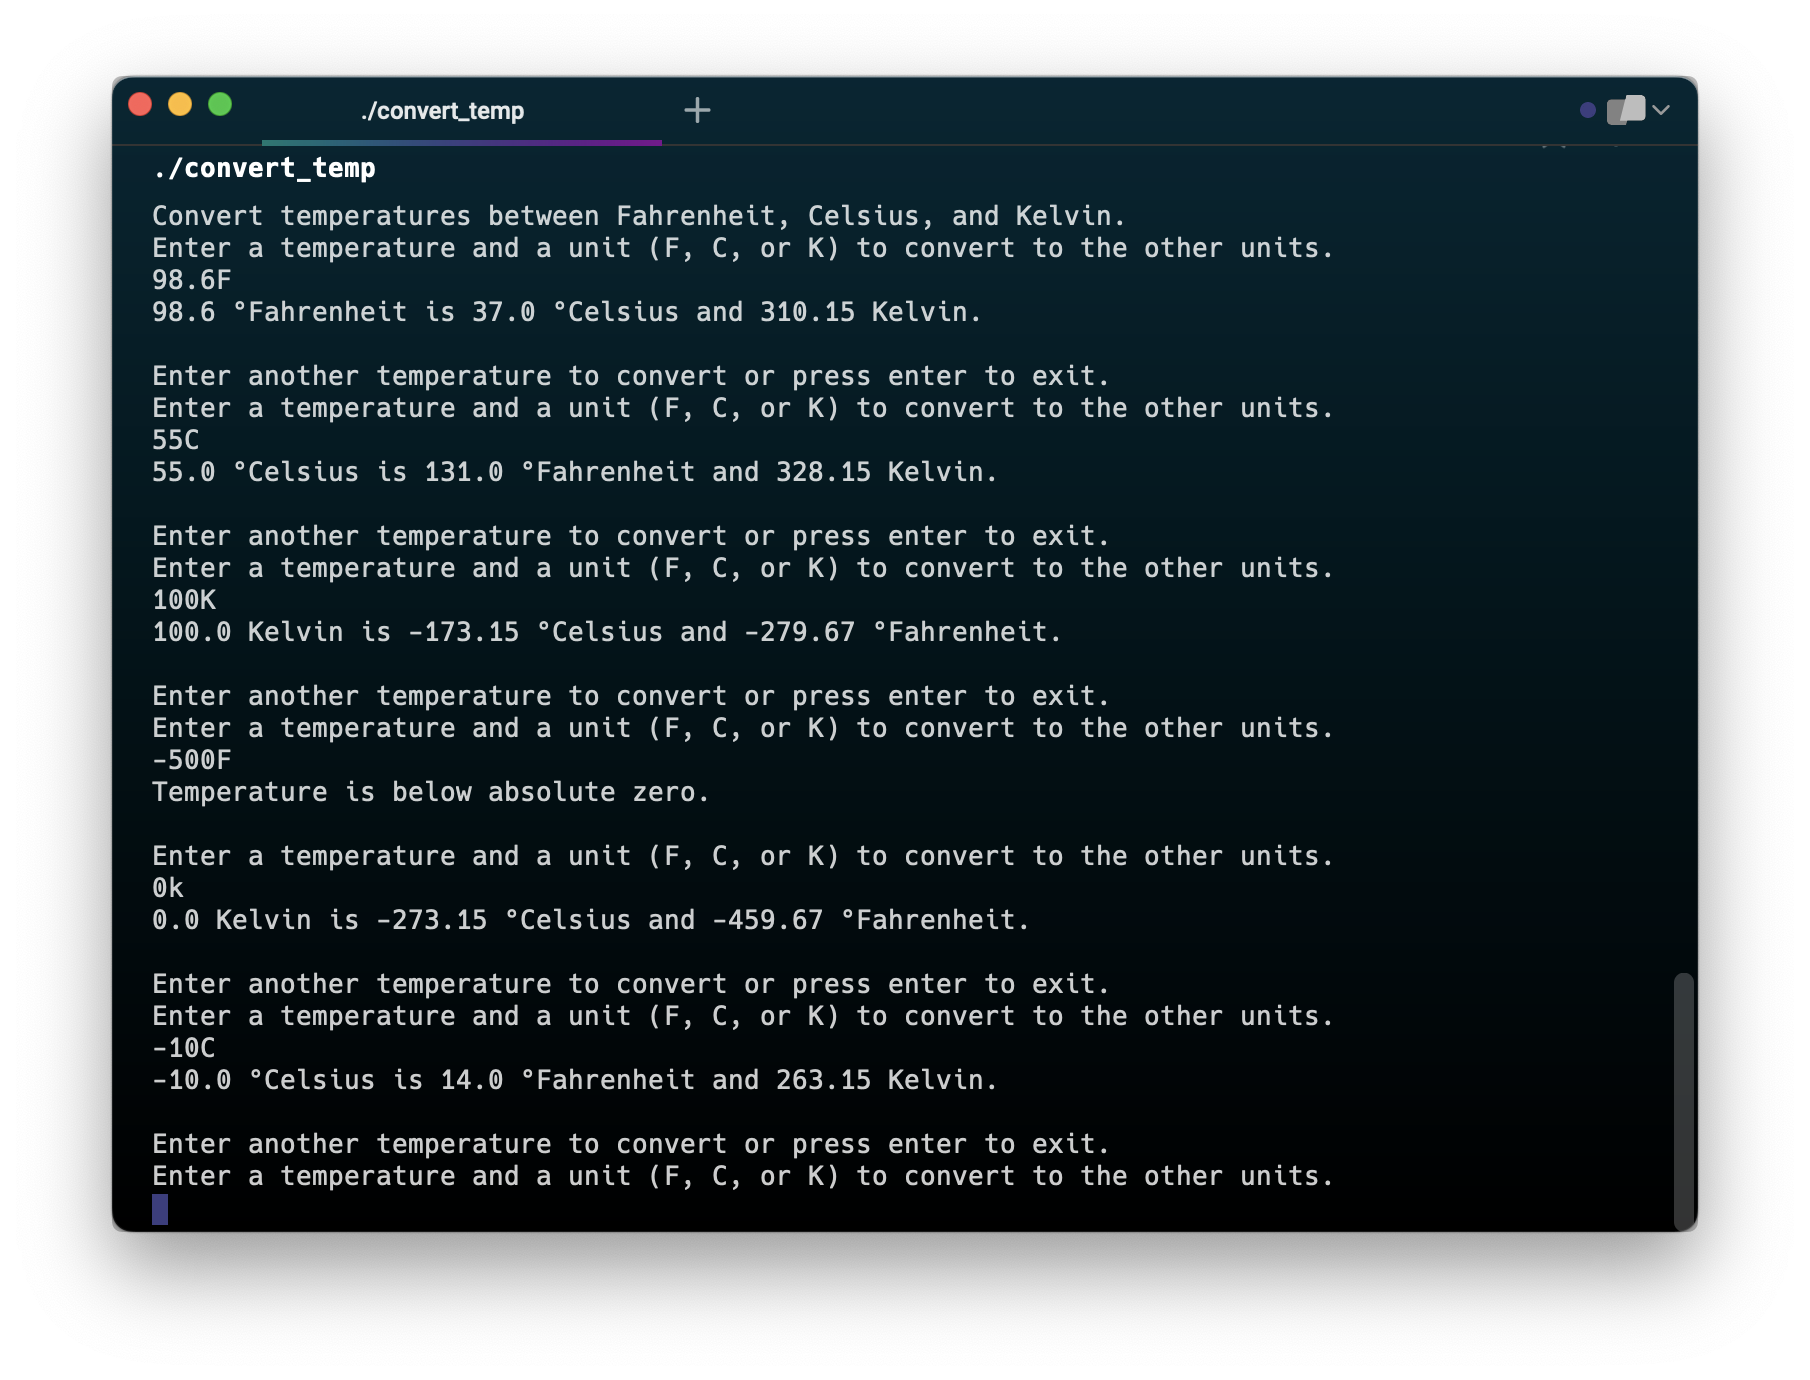 ./convert_temp
./convert_temp
Convert temperatures between Fahrenheit, Celsius, and Kelvin.
Enter a temperature and a unit (F, C, or K) to convert to the other units.
98.6F
98.6 °Fahrenheit is 37.0 °Celsius and 310.15 Kelvin.
Enter another temperature to convert or press enter to exit.
Enter a temperature and a unit (F, C, or K) to convert to the other units.
55C
55.0 °Celsius is 131.0 °Fahrenheit and 328.15 Kelvin.
Enter another temperature to convert or press enter to exit.
Enter a temperature and a unit (F, C, or K) to convert to the other units.
100K
100.0 Kelvin is -173.15 °Celsius and -279.67 °Fahrenheit.
Enter another temperature to convert or press enter to exit.
Enter a temperature and a unit (F, C, or K) to convert to the other units.
-500F
Temperature is below absolute zero.
Enter a temperature and a unit (F, C, or K) to convert to the other units.
0k
0.0 Kelvin is -273.15 °Celsius and -459.67 °Fahrenheit.
Enter another temperature to convert or press enter to exit.
Enter a temperature and a unit (F, C, or K) to convert to the other units.
-10C
-10.0 °Celsius is 14.0 °Fahrenheit and 263.15 Kelvin.
Enter another temperature to convert or press enter to exit.
Enter a temperature and a unit (F, C, or K) to convert to the other units.